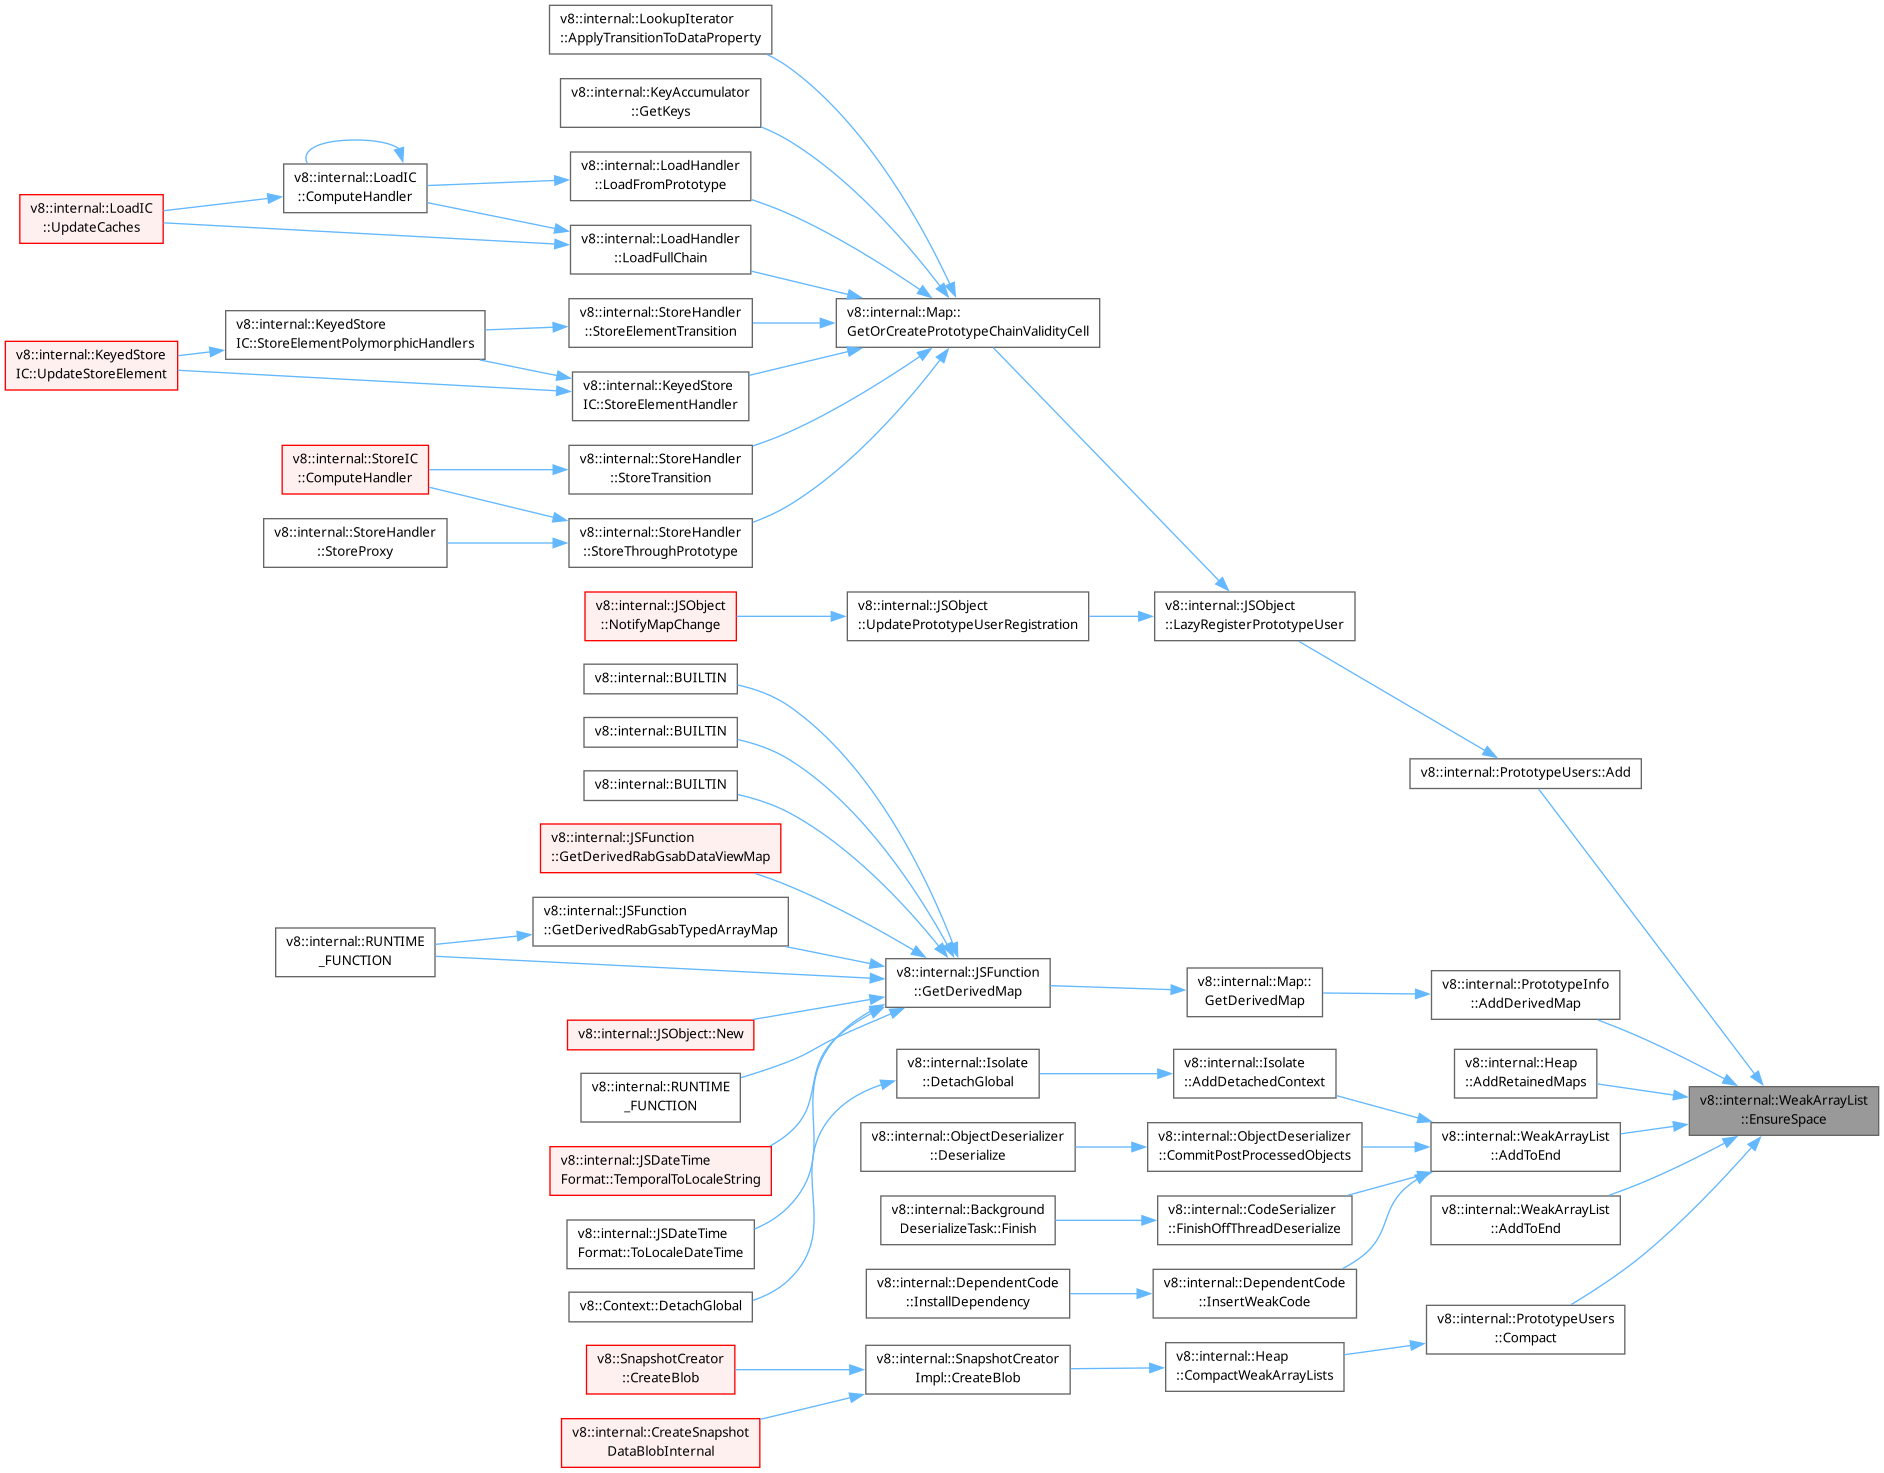 v8::internal::LookupIterator
::ApplyTransitionToDataProperty
v8::internal::KeyAccumulator
::GetKeys
v8::internal::LoadIC
::UpdateCaches
v8::internal::LoadIC
::ComputeHandler
v8::internal::LoadHandler
::LoadFromPrototype
v8::internal::LoadHandler
::LoadFullChain
v8::internal::KeyedStore
IC::UpdateStoreElement
v8::internal::KeyedStore
IC::StoreElementPolymorphicHandlers
v8::internal::StoreHandler
::StoreElementTransition
v8::internal::Map::
GetOrCreatePrototypeChainValidityCell
v8::internal::KeyedStore
IC::StoreElementHandler
v8::internal::StoreIC
::ComputeHandler
v8::internal::StoreHandler
::StoreTransition
v8::internal::StoreHandler
::StoreProxy
v8::internal::StoreHandler
::StoreThroughPrototype
v8::internal::JSObject
::NotifyMapChange
v8::internal::JSObject
::UpdatePrototypeUserRegistration
v8::internal::JSObject
::LazyRegisterPrototypeUser
v8::internal::BUILTIN
v8::internal::BUILTIN
v8::internal::BUILTIN
v8::internal::PrototypeUsers::Add
v8::internal::JSFunction
::GetDerivedRabGsabDataViewMap
v8::internal::JSFunction
::GetDerivedRabGsabTypedArrayMap
v8::internal::RUNTIME
_FUNCTION
v8::internal::JSFunction
::GetDerivedMap
v8::internal::Map::
GetDerivedMap
v8::internal::PrototypeInfo
::AddDerivedMap
v8::internal::JSObject::New
v8::internal::RUNTIME
_FUNCTION
v8::internal::Isolate
::DetachGlobal
v8::internal::Isolate
::AddDetachedContext
v8::internal::Heap
::AddRetainedMaps
v8::internal::WeakArrayList
::EnsureSpace
v8::internal::JSDateTime
Format::TemporalToLocaleString
v8::internal::ObjectDeserializer
::Deserialize
v8::internal::ObjectDeserializer
::CommitPostProcessedObjects
v8::internal::WeakArrayList
::AddToEnd
v8::internal::JSDateTime
Format::ToLocaleDateTime
v8::internal::Background
DeserializeTask::Finish
v8::internal::CodeSerializer
::FinishOffThreadDeserialize
v8::internal::WeakArrayList
::AddToEnd
v8::Context::DetachGlobal
v8::internal::DependentCode
::InstallDependency
v8::internal::DependentCode
::InsertWeakCode
v8::internal::PrototypeUsers
::Compact
v8::SnapshotCreator
::CreateBlob
v8::internal::SnapshotCreator
Impl::CreateBlob
v8::internal::Heap
::CompactWeakArrayLists
v8::internal::CreateSnapshot
DataBlobInternal